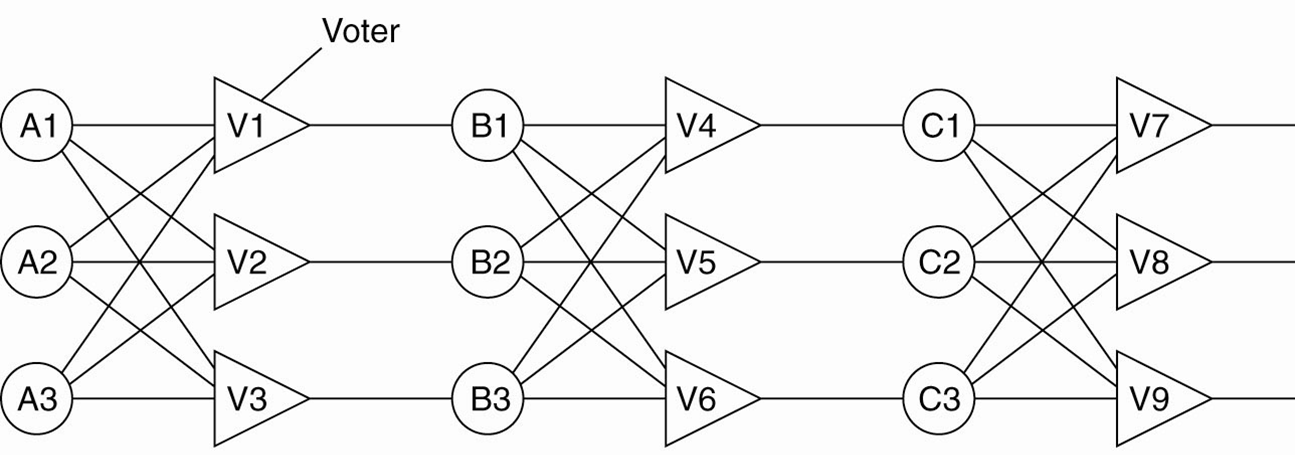 Voter
A1 V1 B1 V4 C1 V7
A2 V2 B2 V5 C2 V8
A3 V3 B3 V6 C3 V9